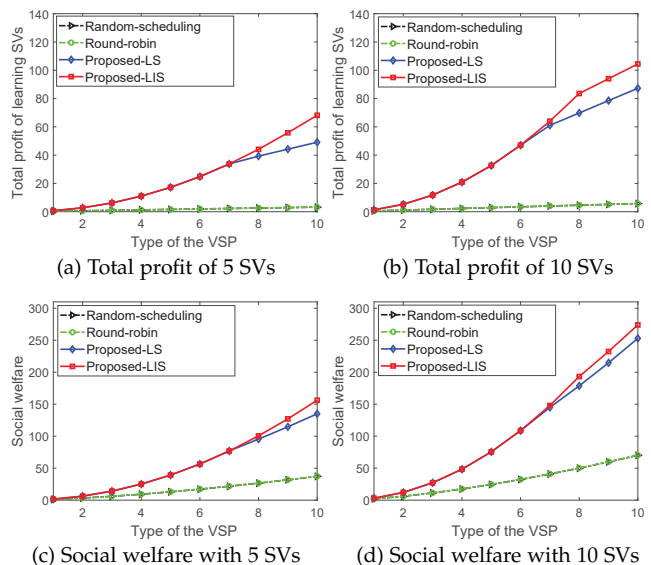 140
120
100
80
60
40
20
0
Total profit of learning SVs
Random-scheduling
Round-robin
Proposed-LS
Proposed-LIS
2 4 6 8 10
Type of the VSP
(a) Total profit of 5 SVs
140
120
100
80
60
40
20
0
Total profit of learning SVs
Random-scheduling
Round-robin
Proposed-LS
Proposed-LIS
2 4 6 8 10
Type of the VSP
(b) Total profit of 10 SVs
300
250
200
150
100
50
0
Social welfare
Random-scheduling
Round-robin
Proposed-LS
Proposed-LIS
2 4 6 8 10
Type of the VSP
(c) Social welfare with 5 SVs
300
250
200
150
100
50
0
Social welfare
Random-scheduling
Round-robin
Proposed-LS
Proposed-LIS
2 4 6 8 10
Type of the VSP
(d) Social welfare with 10 SVs